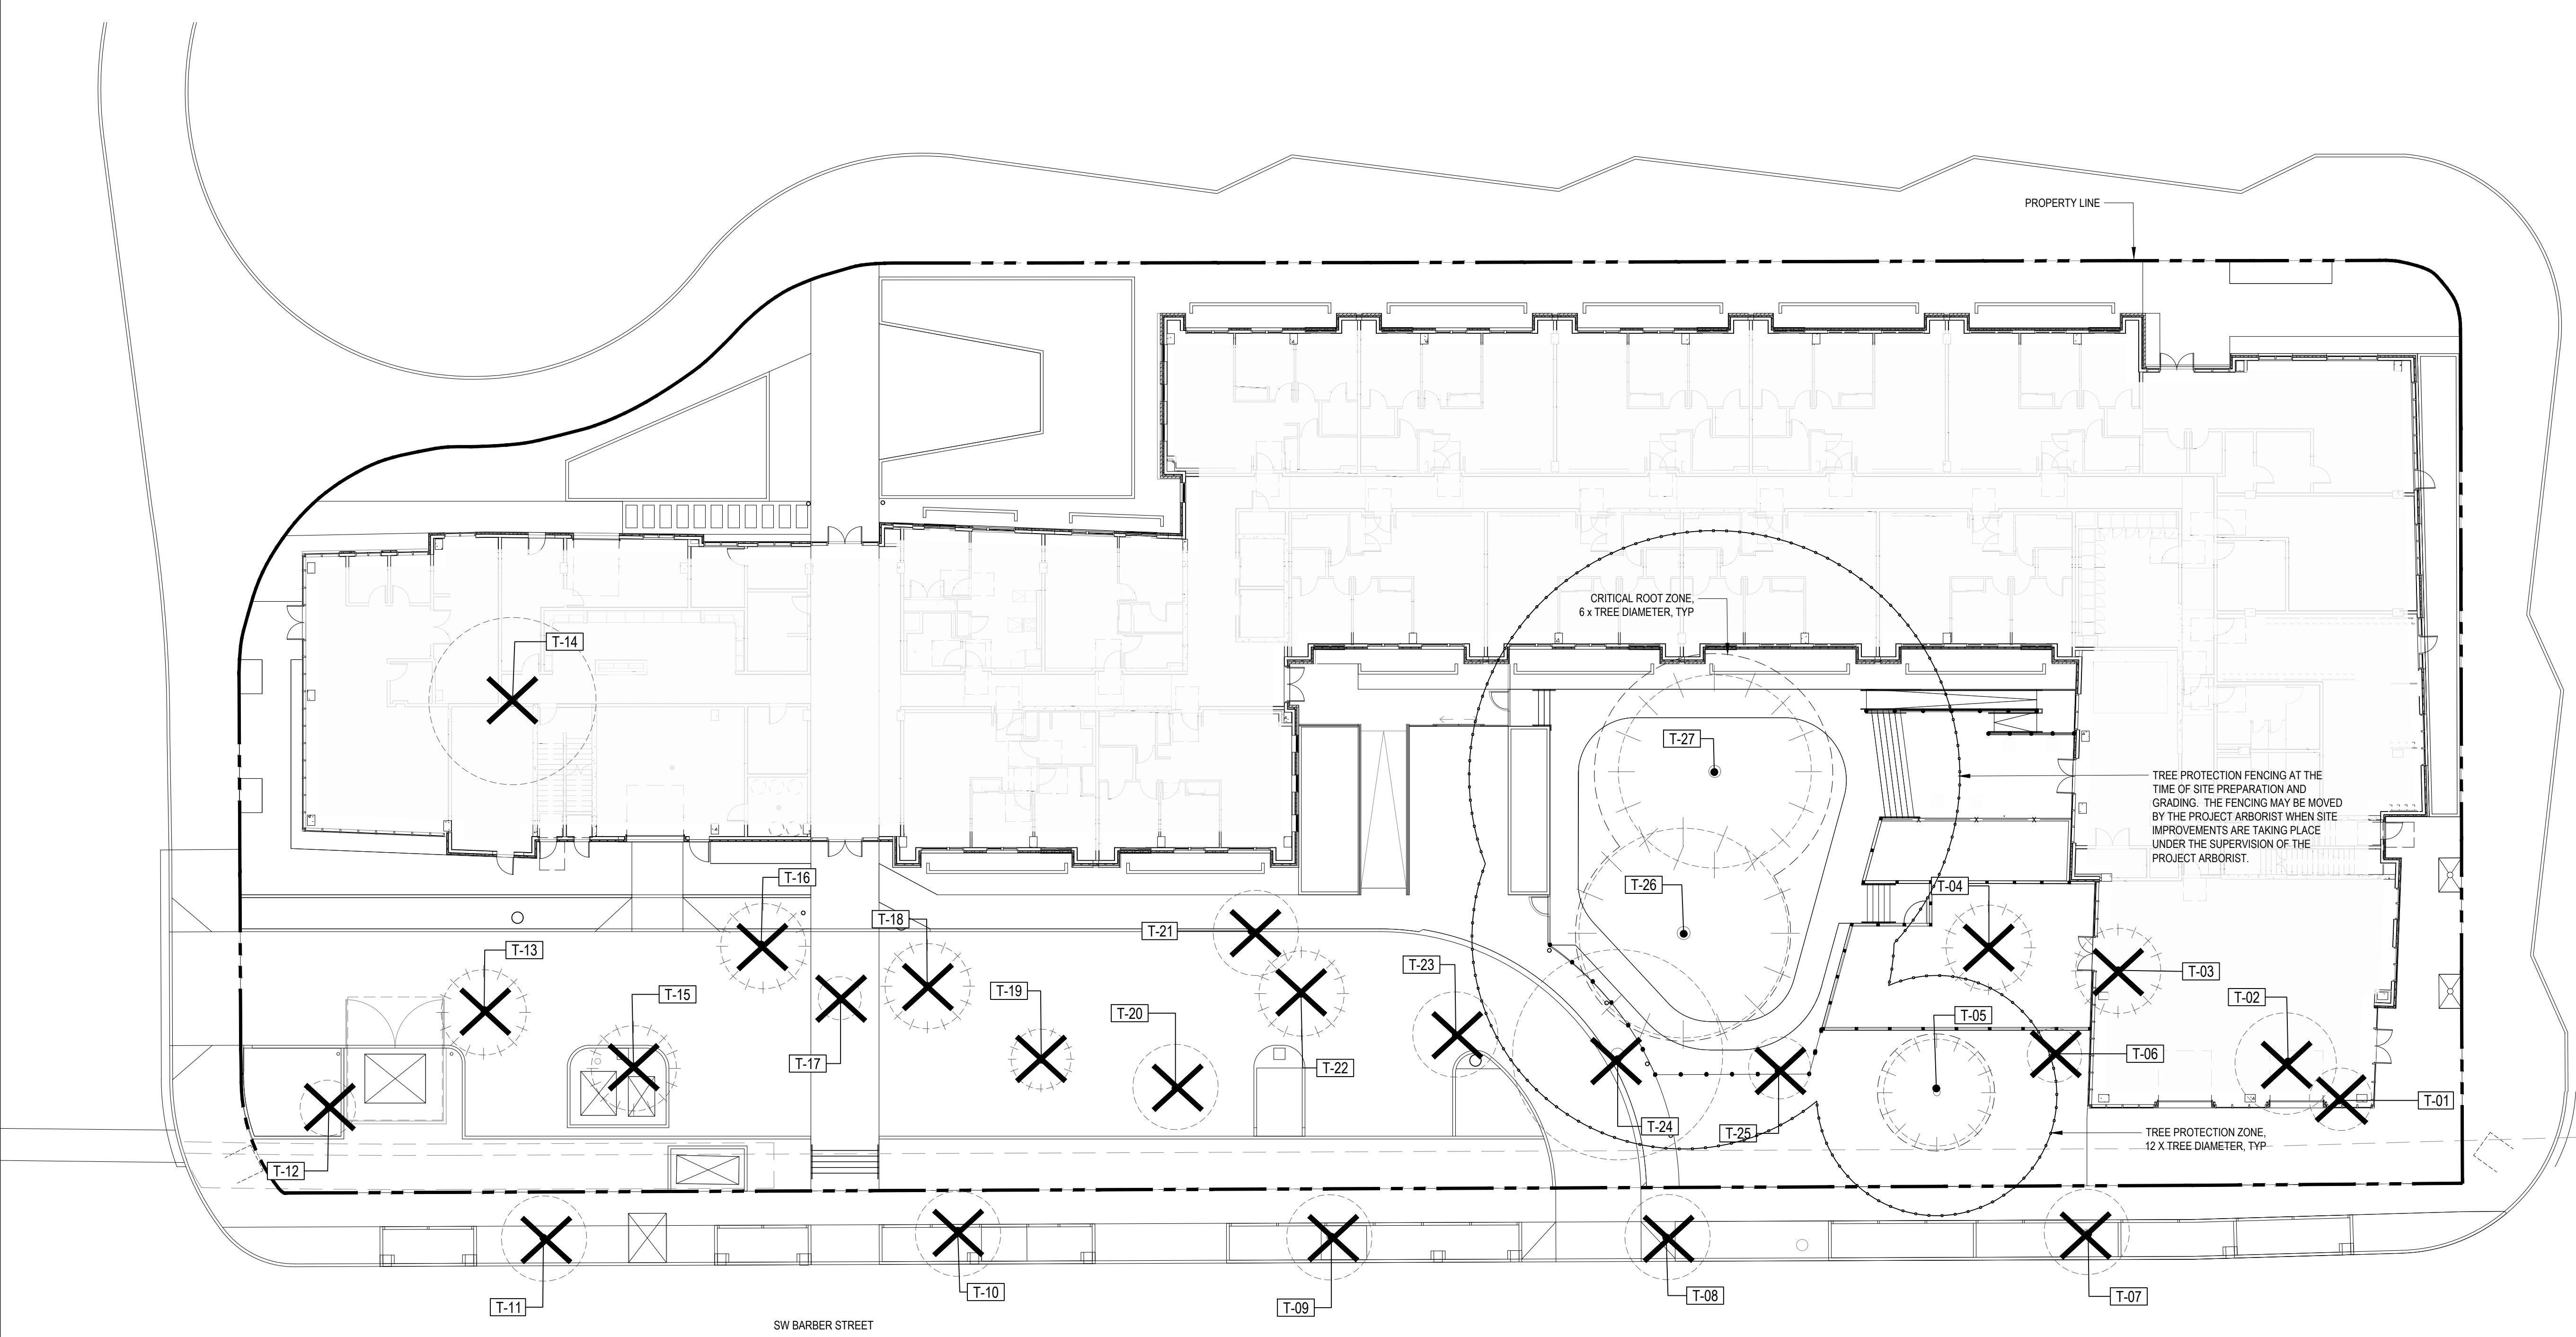 PROPERTY LINE
CRITICAL ROOT ZONE,
6 x TREE DIAMETER, TYP
T-14
T-27
TREE PROTECTION FENCING AT THE
TIME OF SITE PREPARATION AND
GRADING. THE FENCING MAY BE MOVED
BY THE PROJECT ARBORIST WHEN SITE
IMPROVEMENTS ARE TAKING PLACE
UNDER THE SUPERVISION OF THE
PROJECT ARBORIST.
T-16
T-26
T-04
T-18
T-21
T-13
T-23
T-03
T-15
T-19
T-02
T-20
T-05
T-17
T-22
T-06
T-01
T-24
T-25
TREE PROTECTION ZONE,
12 X TREE DIAMETER, TYP
T-12
T-10
T-08
T-07
T-11
T-09
SW BARBER STREET